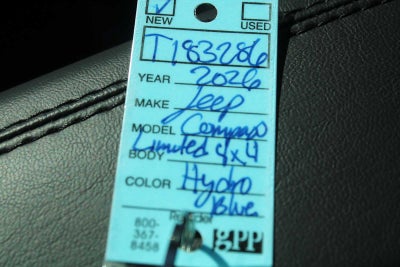 NEW USED
T183286
YEAR 2026
MAKE Jeep
MODEL Compass
Limited 4x4
BODY
COLOR Hydro
Blue
Reorder
800-
367-
8458
gpp